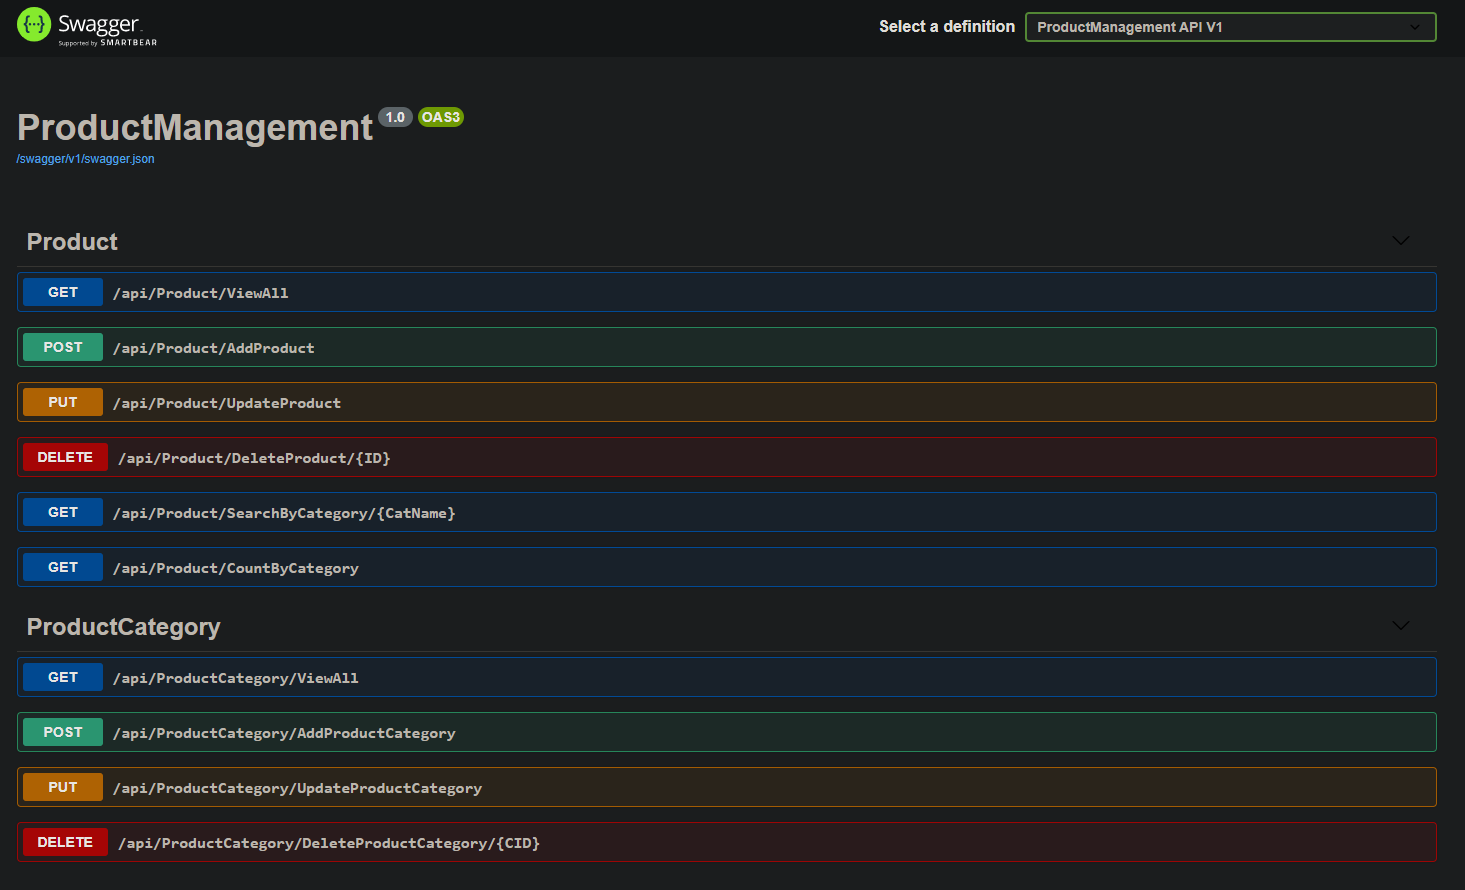 {···} Swagger
Supported by SMARTBEAR
Select a definition
ProductManagement API V1
ProductManagement 1.0 OAS3
/swagger/v1/swagger.json
Product
GET /api/Product/ViewAll
POST /api/Product/AddProduct
PUT /api/Product/UpdateProduct
DELETE /api/Product/DeleteProduct/{ID}
GET /api/Product/SearchByCategory/{CatName}
GET /api/Product/CountByCategory
ProductCategory
GET /api/ProductCategory/ViewAll
POST /api/ProductCategory/AddProductCategory
PUT /api/ProductCategory/UpdateProductCategory
DELETE /api/ProductCategory/DeleteProductCategory/{CID}